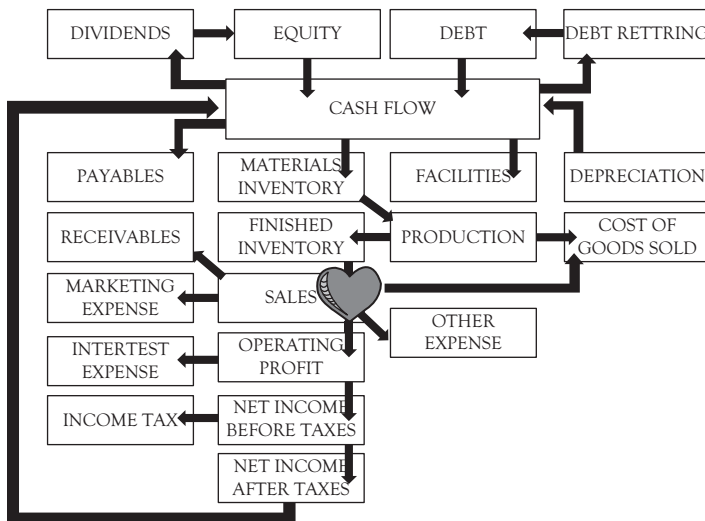 DIVIDENDS
EQUITY
DEBT
DEBT RETTRING
CASH FLOW
PAYABLES
MATERIALS
INVENTORY
FACILITIES
DEPRECIATION
RECEIVABLES
FINISHED
INVENTORY
PRODUCTION
COST OF
GOODS SOLD
MARKETING
EXPENSE
SALES
OTHER
EXPENSE
INTERTEST
EXPENSE
OPERATING
PROFIT
INCOME TAX
NET INCOME
BEFORE TAXES
NET INCOME
AFTER TAXES